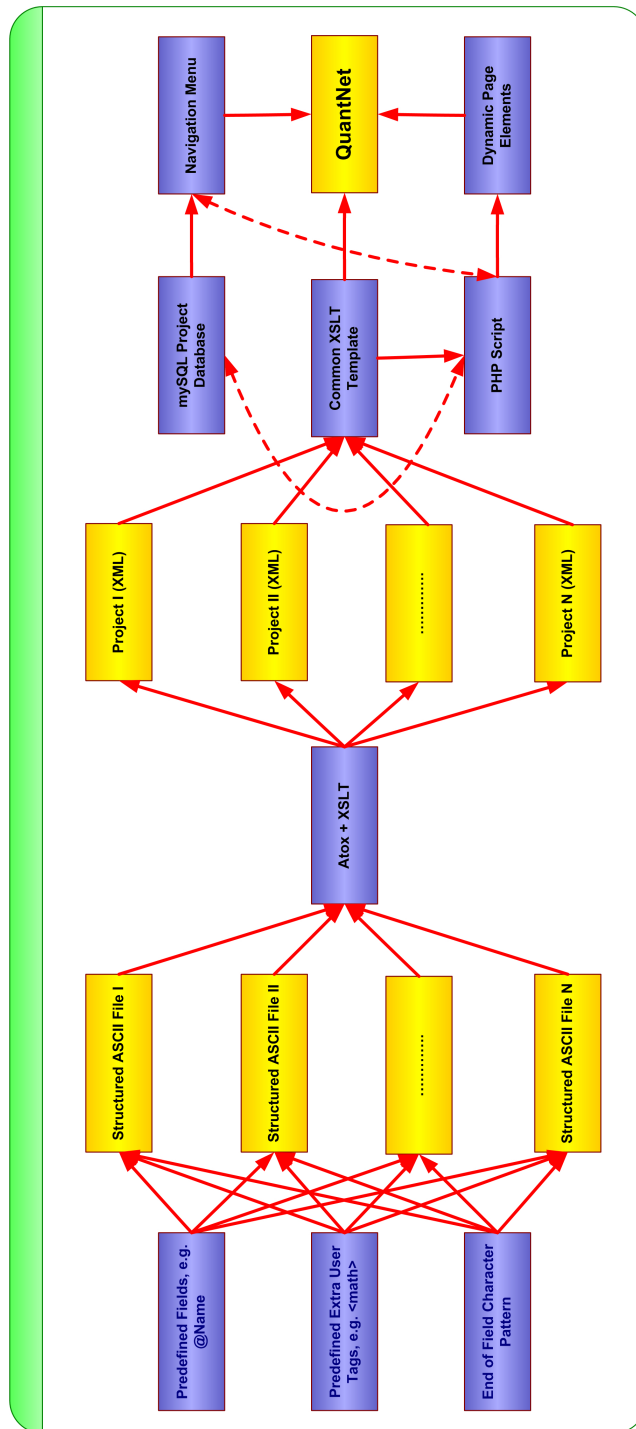 Predefined Fields, e.g.
@Name
Predefined Extra User
Tags, e.g. <math>
End of Field Character
Pattern
Structured ASCII File I
Structured ASCII File II
..............
Structured ASCII File N
Atox + XSLT
Project I (XML)
Project II (XML)
..............
Project N (XML)
mySQL Project
Database
Common XSLT
Template
PHP Script
Navigation Menu
QuantNet
Dynamic Page
Elements